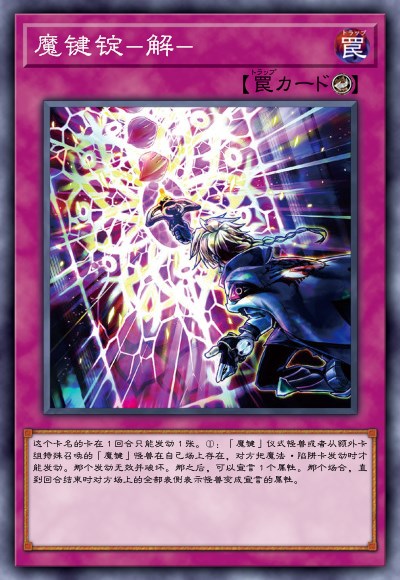 魔键锭－解－
トラップ
罠
トラップ
【罠カード】
这个卡名的卡在１回合只能发动１张。①：「魔键」仪式怪兽或者从额外卡
组特殊召唤的「魔键」怪兽在自己场上存在，对方把魔法·陷阱卡发动时才
能发动。那个发动无效并破坏。那之后，可以宣言１个属性。那个场合，直
到回合结束时对方场上的全部表侧表示怪兽变成宣言的属性。